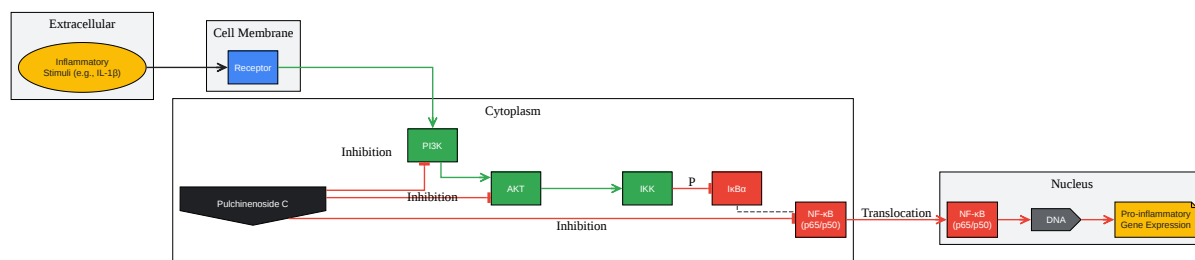 Extracellular
Inflammatory
Stimuli (e.g., IL-1β)
Cell Membrane
Receptor
Cytoplasm
PI3K
Inhibition
AKT
IKK
P
IκBα
Pulchinenoside C
Inhibition
Inhibition
NF-κB
(p65/p50)
Translocation
Nucleus
NF-κB
(p65/p50)
DNA
Pro-inflammatory
Gene Expression